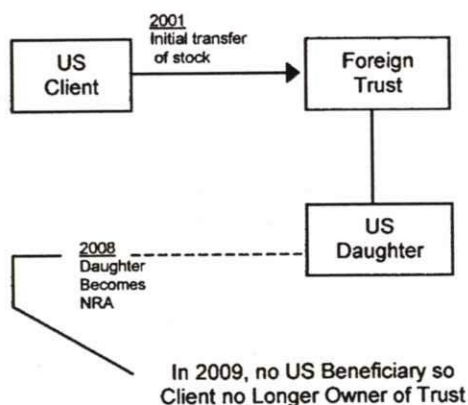 2001
Initial transfer
of stock
US
Client
Foreign
Trust
US
Daughter
2008
Daughter
Becomes
NRA
In 2009, no US Beneficiary so
Client no Longer Owner of Trust